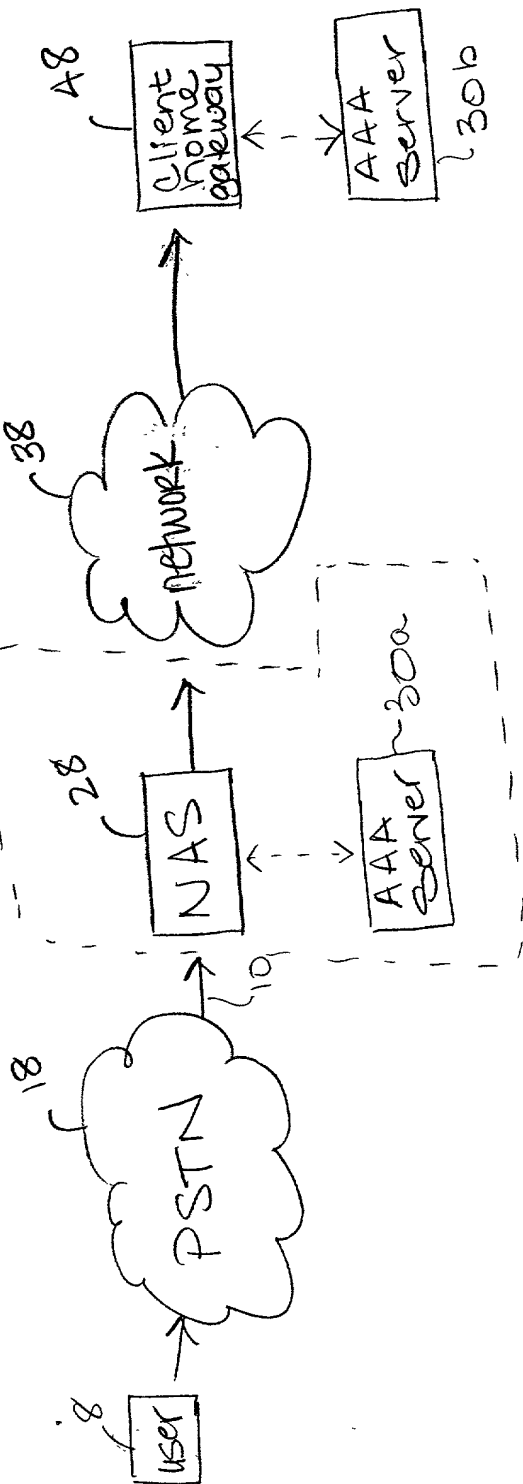 8
user
18
PSTN
10
28
NAS
AAA
Server
30a
38
network
48
Client
home
gateway
AAA
Server
30b